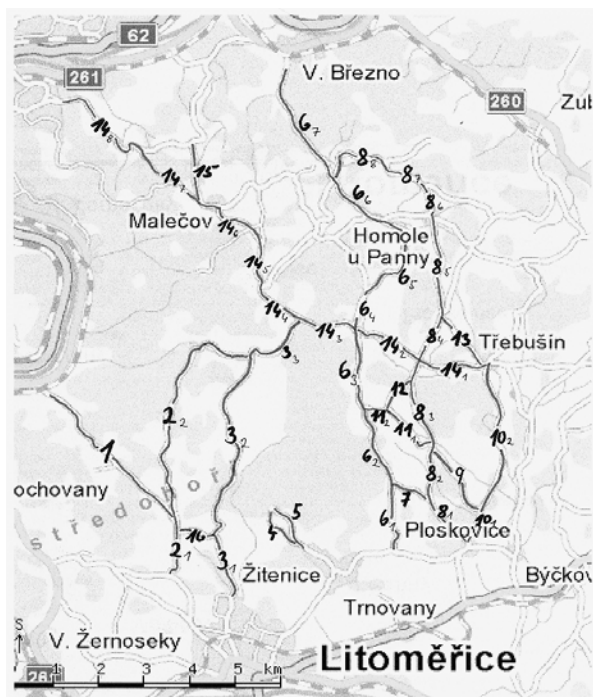 62
V. Březno
261
260
Zub
14₈
6₇
15
8₈
8₇
14₇
6₆
8₆
Malečov
14₆
Homole
u Panny
14₅
8₅
6₅
6₄
14₄
14₃
8₄
13
Třebušín
14₂
3₃
14₁
6₃
12
2₂
11₂
8₃
3₂
11₁
10₂
1
6₂
8₂
9
ochovany
7
středohoř
5
8₁
10₁
6₁
16
4
Ploskovice
2₁
3₁
Žitenice
Býčkov
Trnovany
S
V. Žernoseky
Litoměřice
1 2 3 4 5 km